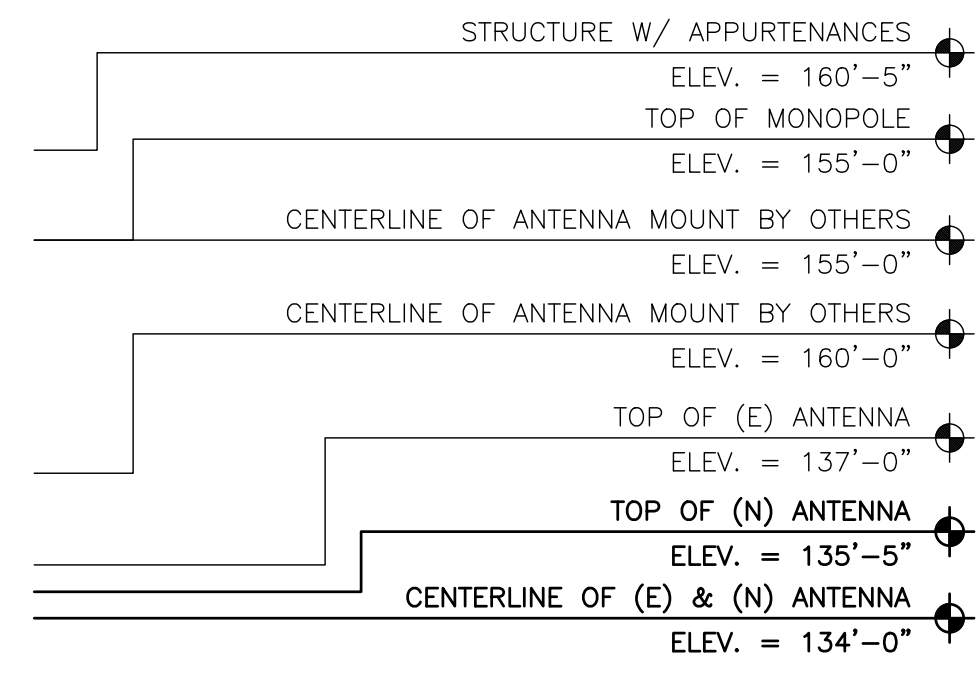 STRUCTURE W/ APPURTENANCES
ELEV. = 160'-5"
TOP OF MONOPOLE
ELEV. = 155'-0"
CENTERLINE OF ANTENNA MOUNT BY OTHERS
ELEV. = 155'-0"
CENTERLINE OF ANTENNA MOUNT BY OTHERS
ELEV. = 160'-0"
TOP OF (E) ANTENNA
ELEV. = 137'-0"
TOP OF (N) ANTENNA
ELEV. = 135'-5"
CENTERLINE OF (E) & (N) ANTENNA
ELEV. = 134'-0"